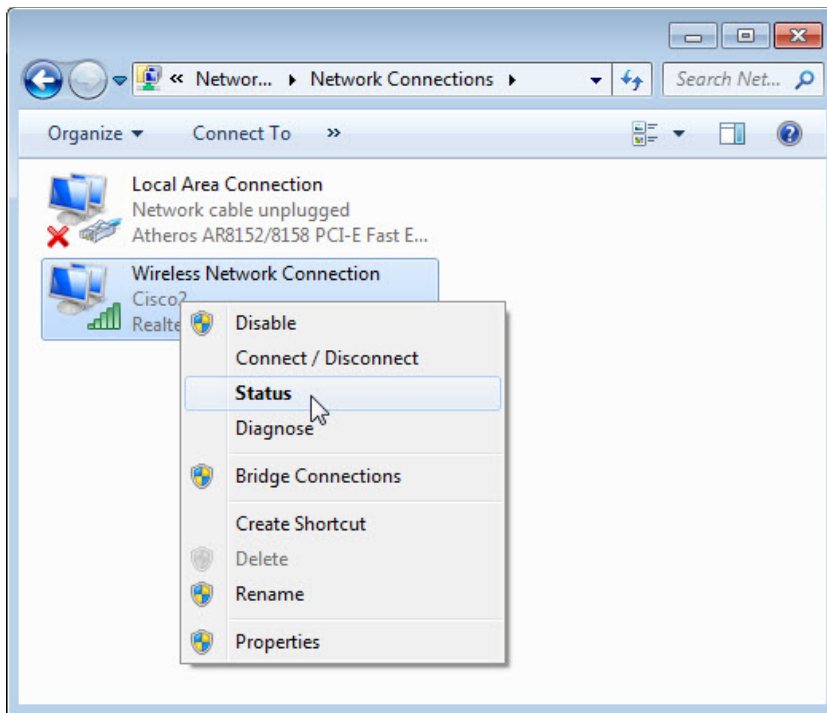 « Networ... Network Connections Search Net...
Organize Connect To »
Local Area Connection
Network cable unplugged
Atheros AR8152/8158 PCI-E Fast E...
Wireless Network Connection
Cisco2
Realte
Disable
Connect / Disconnect
Status
Diagnose
Bridge Connections
Create Shortcut
Delete
Rename
Properties